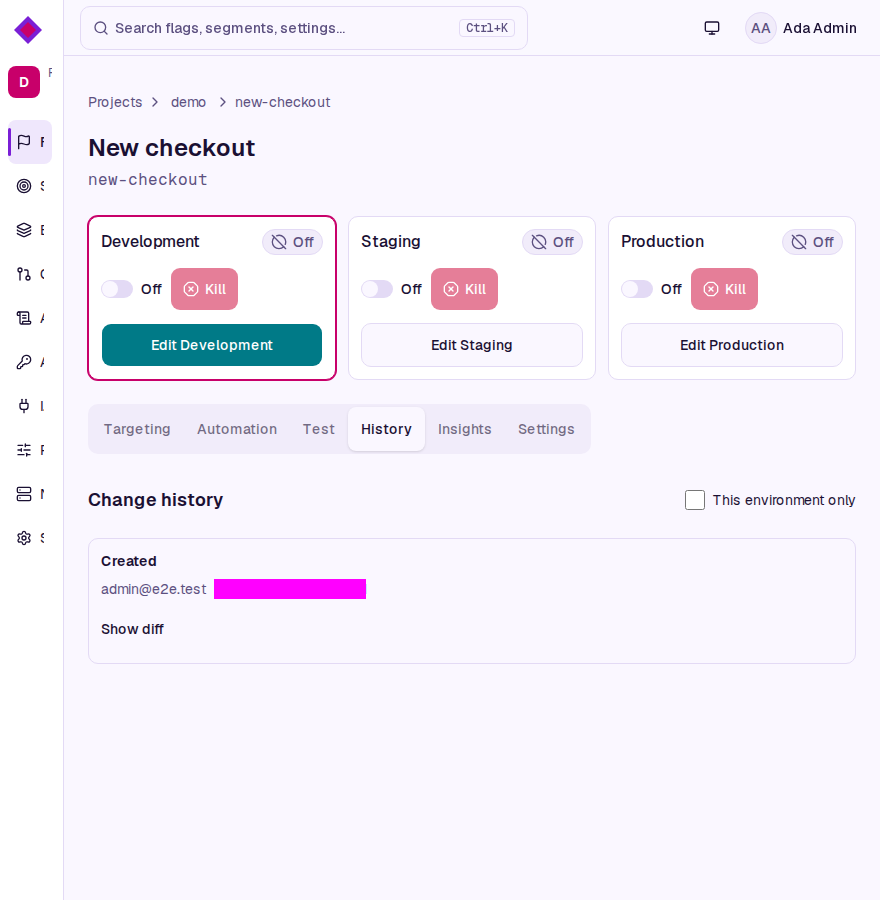 Search flags, segments, settings...
Ctrl+K
AA
Ada Admin
D
Projects
demo
new-checkout
New checkout
new-checkout
Development
Off
Off
Kill
Edit Development
Staging
Off
Off
Kill
Edit Staging
Production
Off
Off
Kill
Edit Production
Targeting
Automation
Test
History
Insights
Settings
Change history
This environment only
Created
admin@e2e.test
Show diff